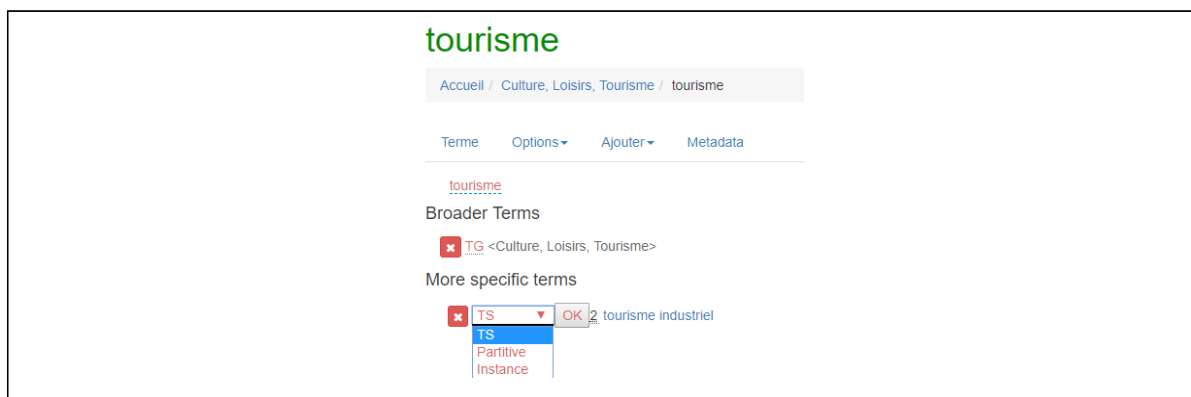 tourisme
Accueil / Culture, Loisirs, Tourisme / tourisme
Terme Options Ajouter Metadata
tourisme
Broader Terms
TG <Culture, Loisirs, Tourisme>
More specific terms
TS OK 2 tourisme industriel
TS
Partitive
Instance